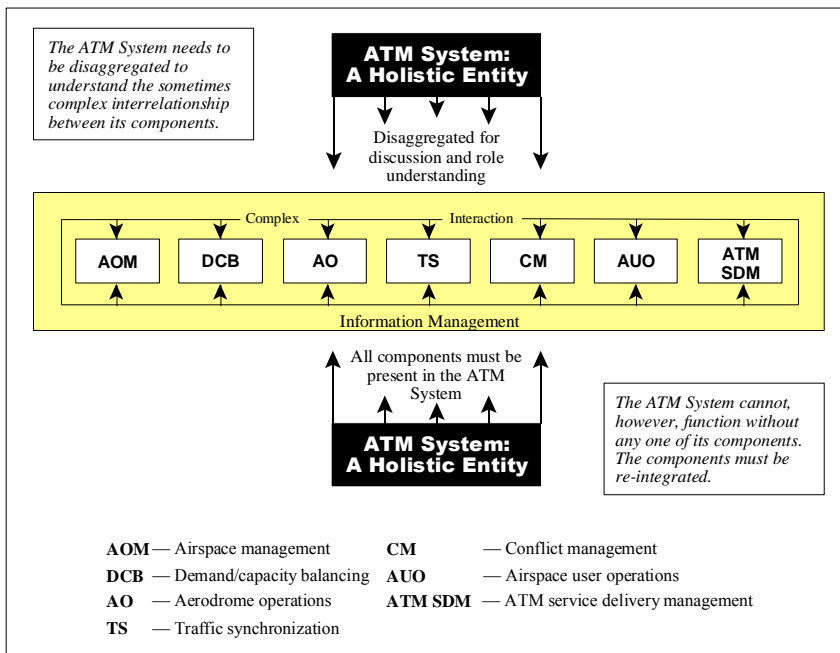 The ATM System needs to
be disaggregated to
understand the sometimes
complex interrelationship
between its components.
ATM System:
A Holistic Entity
Disaggregated for
discussion and role
understanding
Complex
Interaction
AOM
DCB
AO
TS
CM
AUO
ATM
SDM
Information Management
All components must be
present in the ATM
System
ATM System:
A Holistic Entity
The ATM System cannot,
however, function without
any one of its components.
The components must be
re-integrated.
AOM — Airspace management
DCB — Demand/capacity balancing
AO — Aerodrome operations
TS — Traffic synchronization
CM — Conflict management
AUO — Airspace user operations
ATM SDM — ATM service delivery management